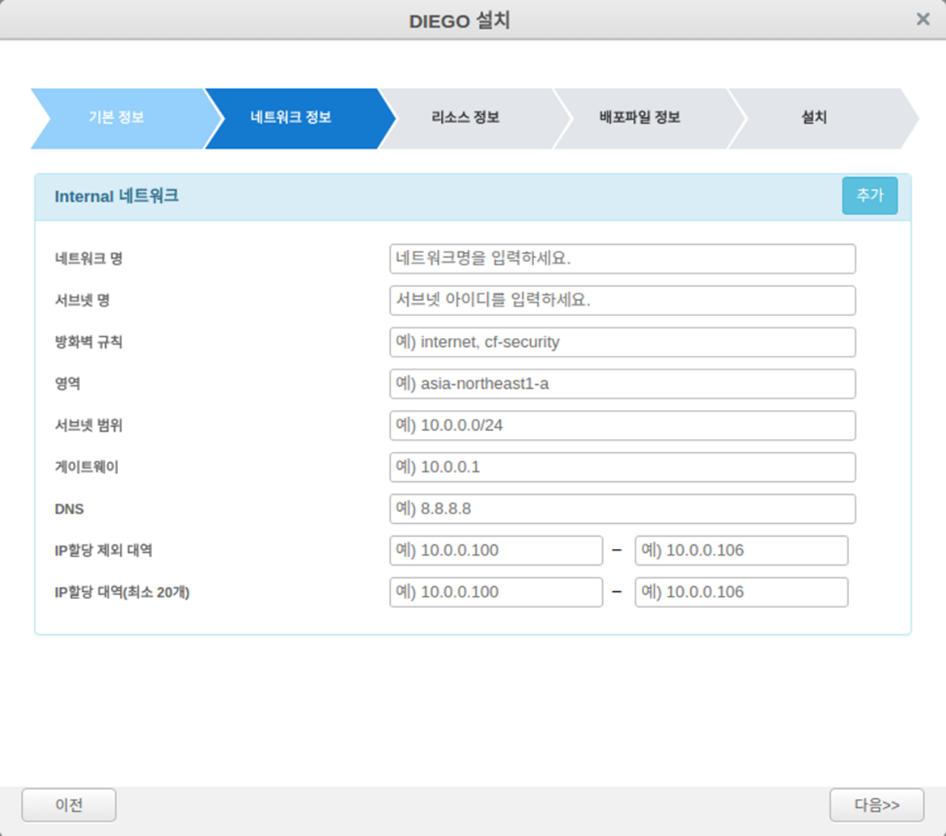 DIEGO 설치 ×
기본 정보 네트워크 정보 리소스 정보 배포파일 정보 설치
Internal 네트워크 추가
네트워크 명 네트워크명을 입력하세요.
서브넷 명 서브넷 아이디를 입력하세요.
방화벽 규칙 예) internet, cf-security
영역 예) asia-northeast1-a
서브넷 범위 예) 10.0.0.0/24
게이트웨이 예) 10.0.0.1
DNS 예) 8.8.8.8
IP할당 제외 대역 예) 10.0.0.100 – 예) 10.0.0.106
IP할당 대역(최소 20개) 예) 10.0.0.100 – 예) 10.0.0.106
이전 다음>>